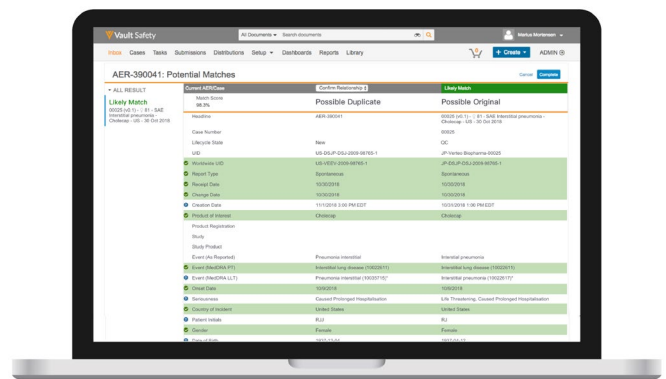 Vault Safety
All Documents
Search documents
Marius Mortensen
Inbox Cases Tasks Submissions Distributions Setup Dashboards Reports Library
+ Create
ADMIN
AER-390041: Potential Matches
Cancel Complete
ALL RESULT
Likely Match
00025 (v0.1) - 
81 - SAE
Interstitial pneumonia -
Cholecap - US - 30 Oct 2018
Current AER/Case Confirm Relationship Likely Match
Match Score
98.3%
Possible Duplicate Possible Original
Headline AER-390041 00025 (v0.1) - 81 - SAE Interstitial pneumonia -
Cholecap - US - 30 Oct 2018
Case Number 00025
Lifecycle State New QC
UID US-DSJP-DSJ-2009-98765-1 JP-Vertex Biopharma-00025
Worldwide UID US-VEEV-2009-98765-1 JP-DSJP-DSJ-2009-98765-1
Report Type Spontaneous Spontaneous
Receipt Date 10/30/2018 10/30/2018
Change Date 10/30/2018 10/30/2018
Creation Date 11/1/2018 3:00 PM EDT 10/31/2018 1:00 PM EDT
Product of Interest Cholecap Cholecap
Product Registration
Study
Study Product
Event (As Reported) Pneumonia interstitial Interstitial pneumonia
Event (MedDRA PT) Interstitial lung disease (10022611) Interstitial lung disease (10022611)
Event (MedDRA LLT) Pneumonia interstitial (10035715)* Interstitial pneumonia (10022617)*
Onset Date 10/9/2018 10/9/2018
Seriousness Caused Prolonged Hospitalisation Life Threatening, Caused Prolonged Hospitalisation
Country of Incident United States United States
Patient Initials RJJ RJ
Gender Female Female
Date of Birth